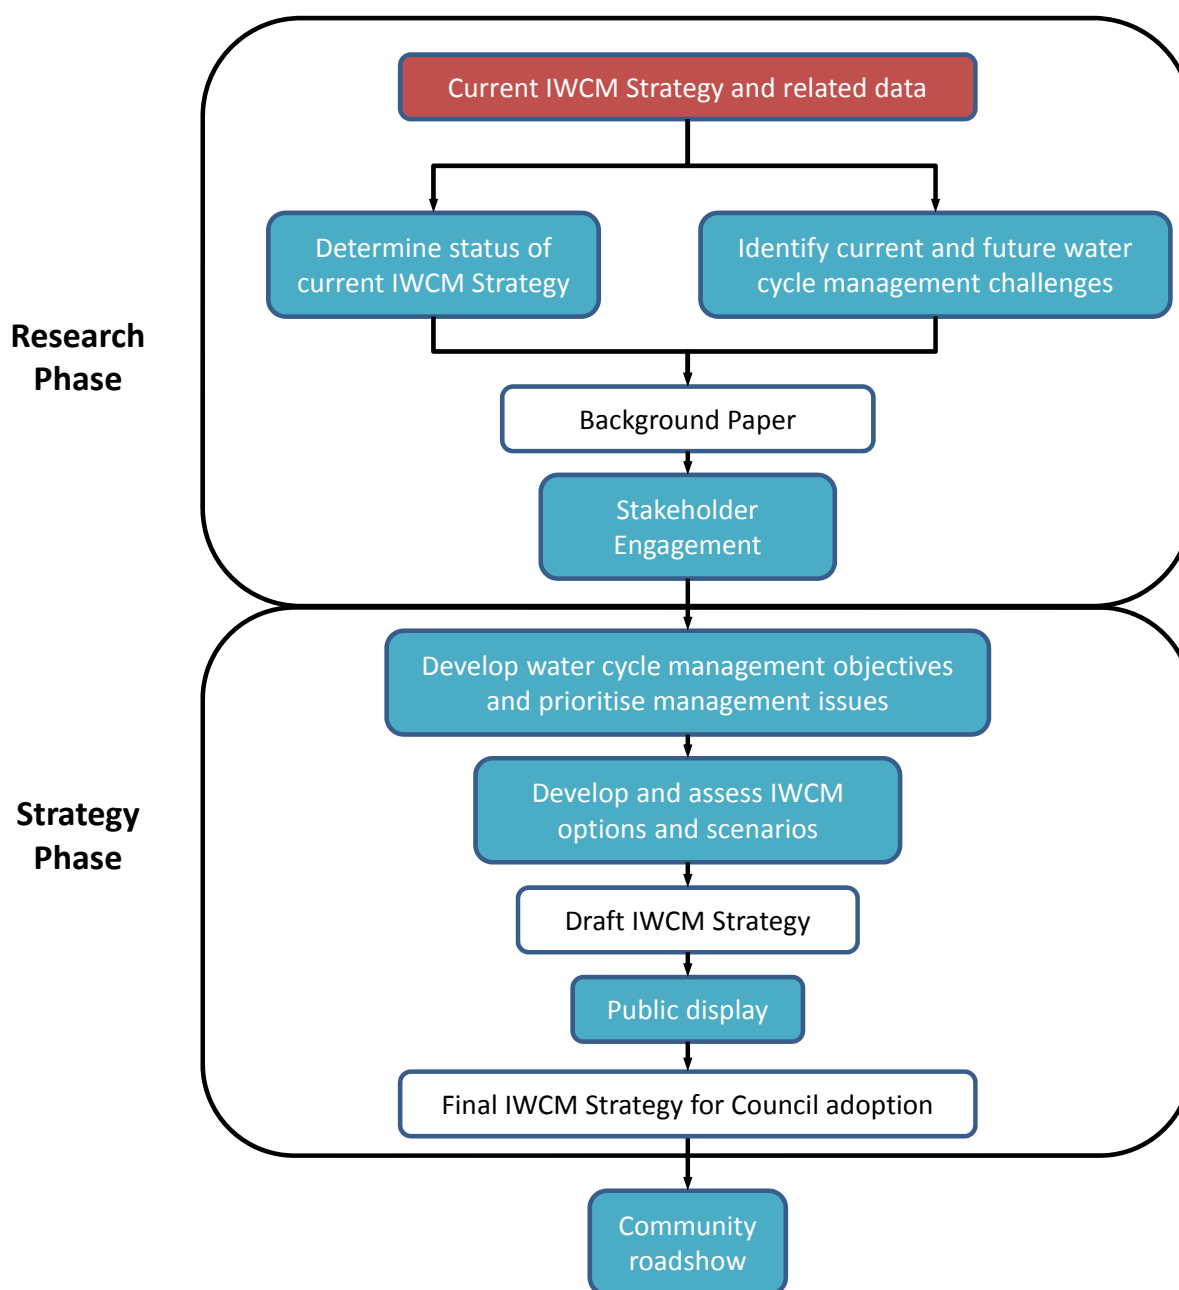 Current IWCM Strategy and related data
Determine status of
current IWCM Strategy
Identify current and future water
cycle management challenges
Research
Phase
Background Paper
Stakeholder
Engagement
Develop water cycle management objectives
and prioritise management issues
Strategy
Phase
Develop and assess IWCM
options and scenarios
Draft IWCM Strategy
Public display
Final IWCM Strategy for Council adoption
Community
roadshow